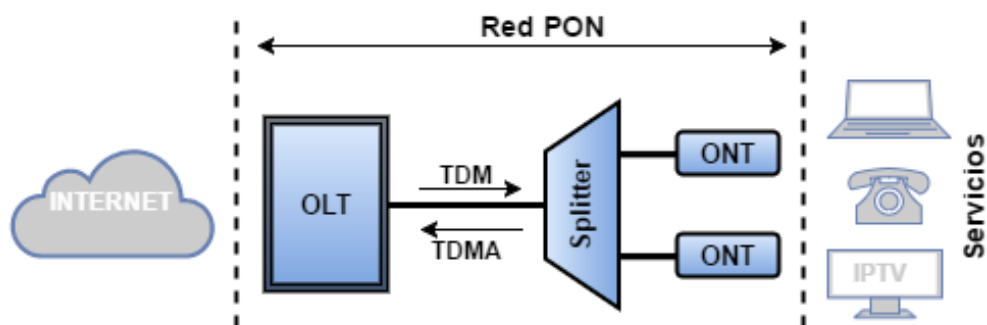 Red PON
INTERNET
OLT
TDM
TDMA
Splitter
ONT
ONT
IPTV
Servicios